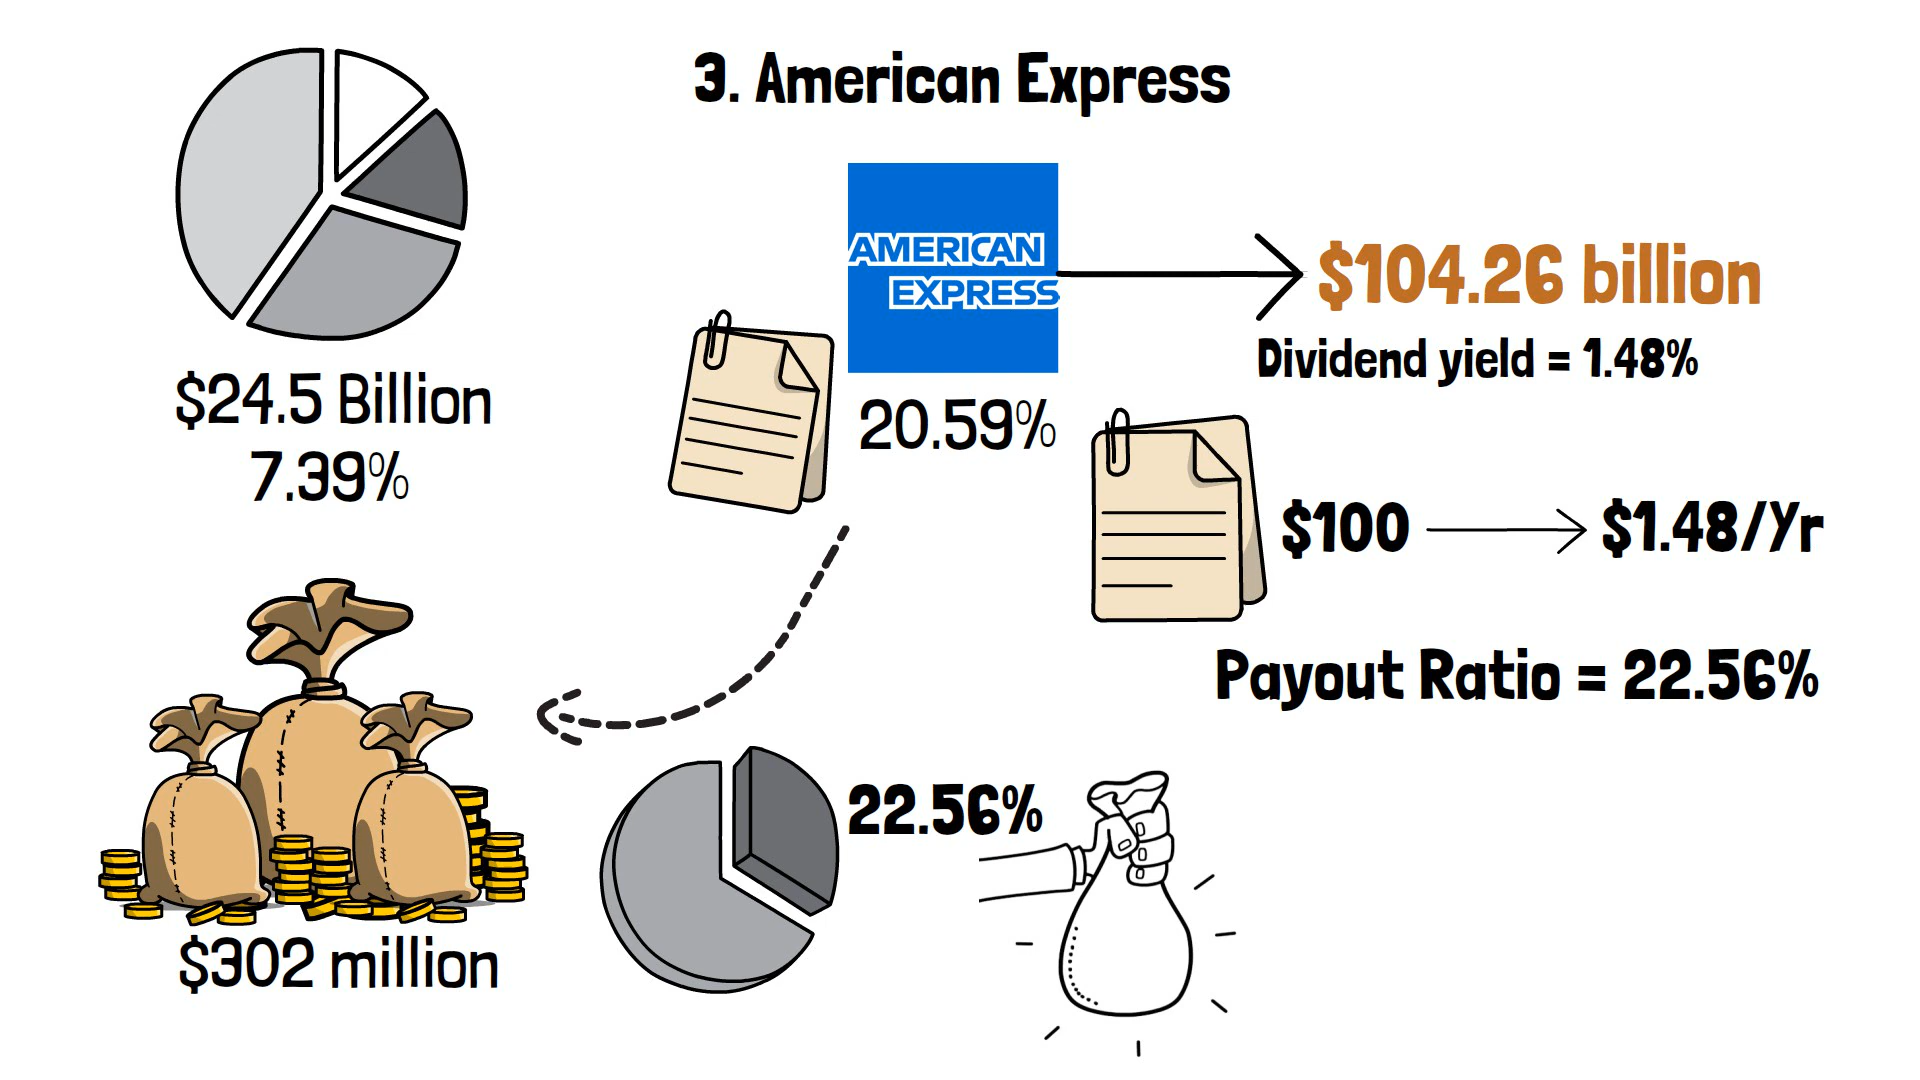 3. American Express
AMERICAN
EXPRESS
$104.26 billion
Dividend yield = 1.48%
$24.5 Billion
7.39%
20.59%
$100
$1.48/Yr
Payout Ratio = 22.56%
22.56%
$302 million